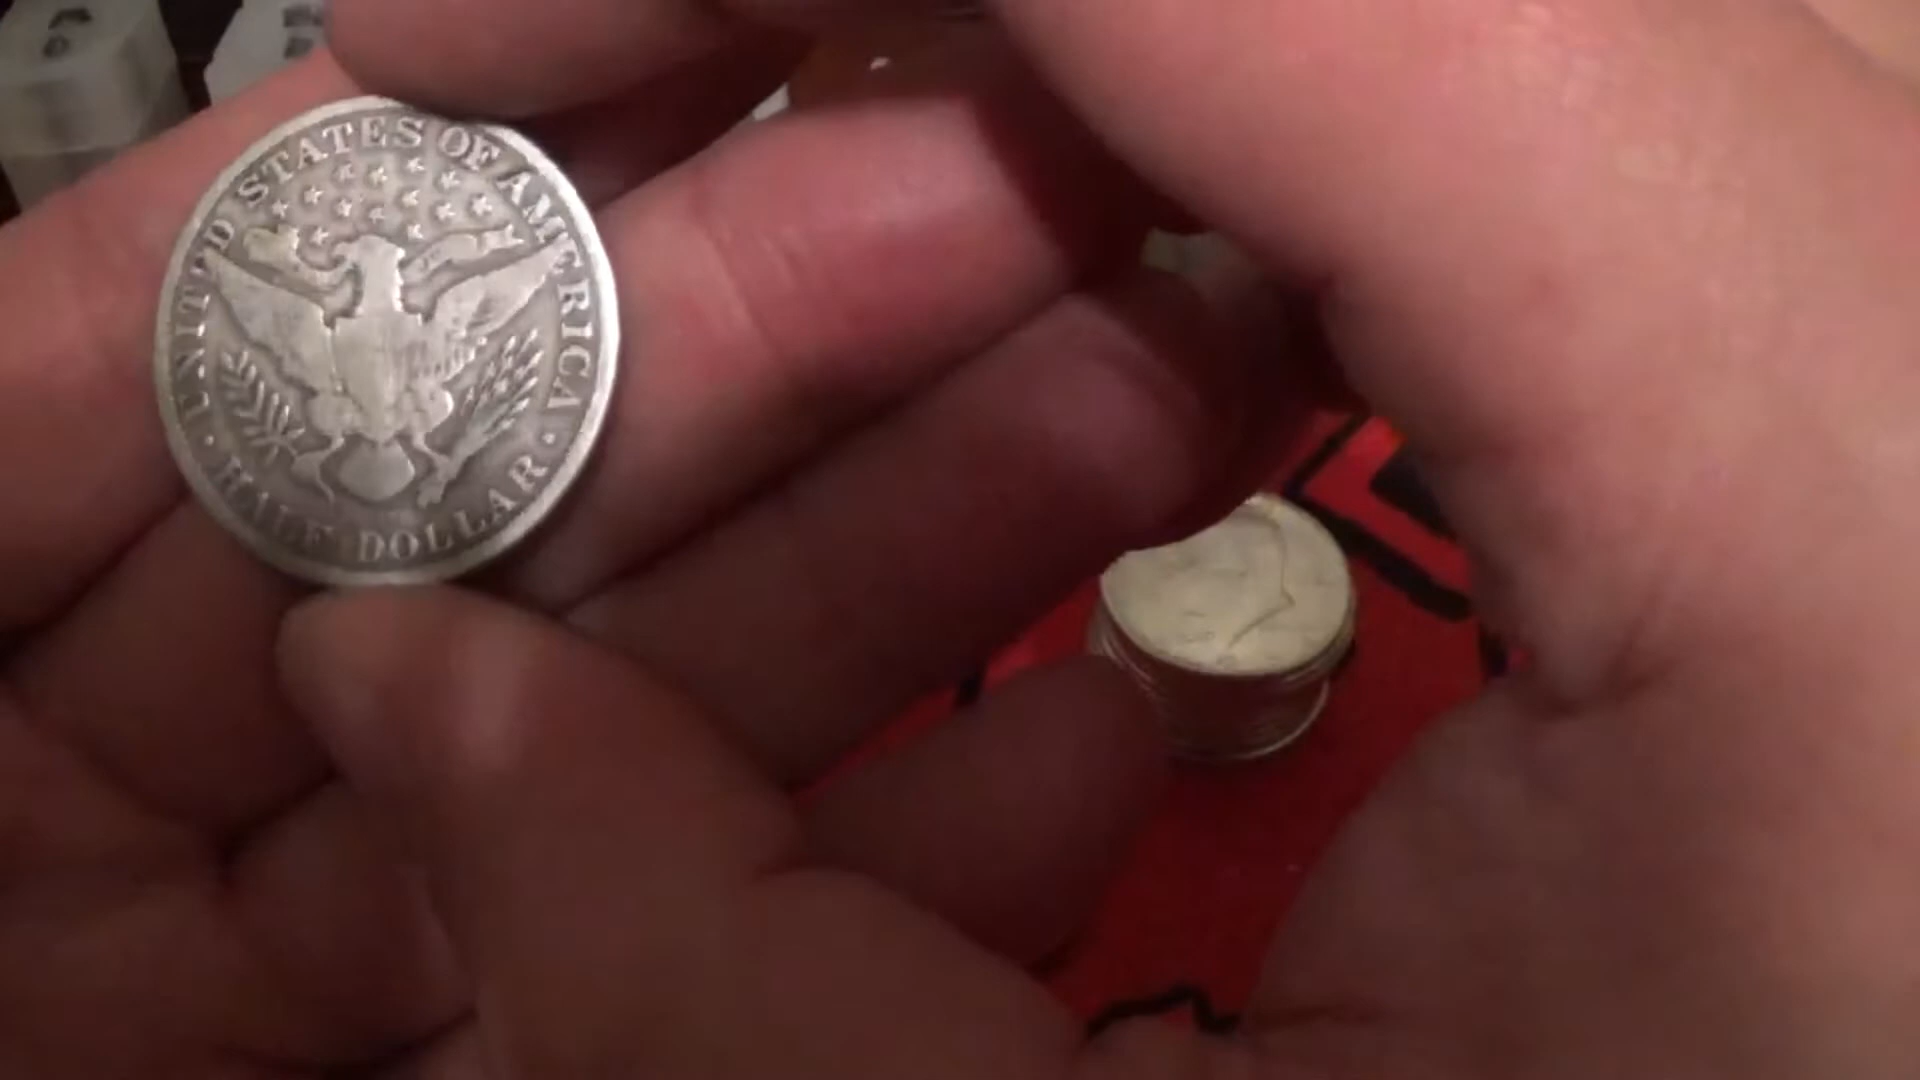 UNITED STATES OF AMERICA
· HALF DOLLAR ·